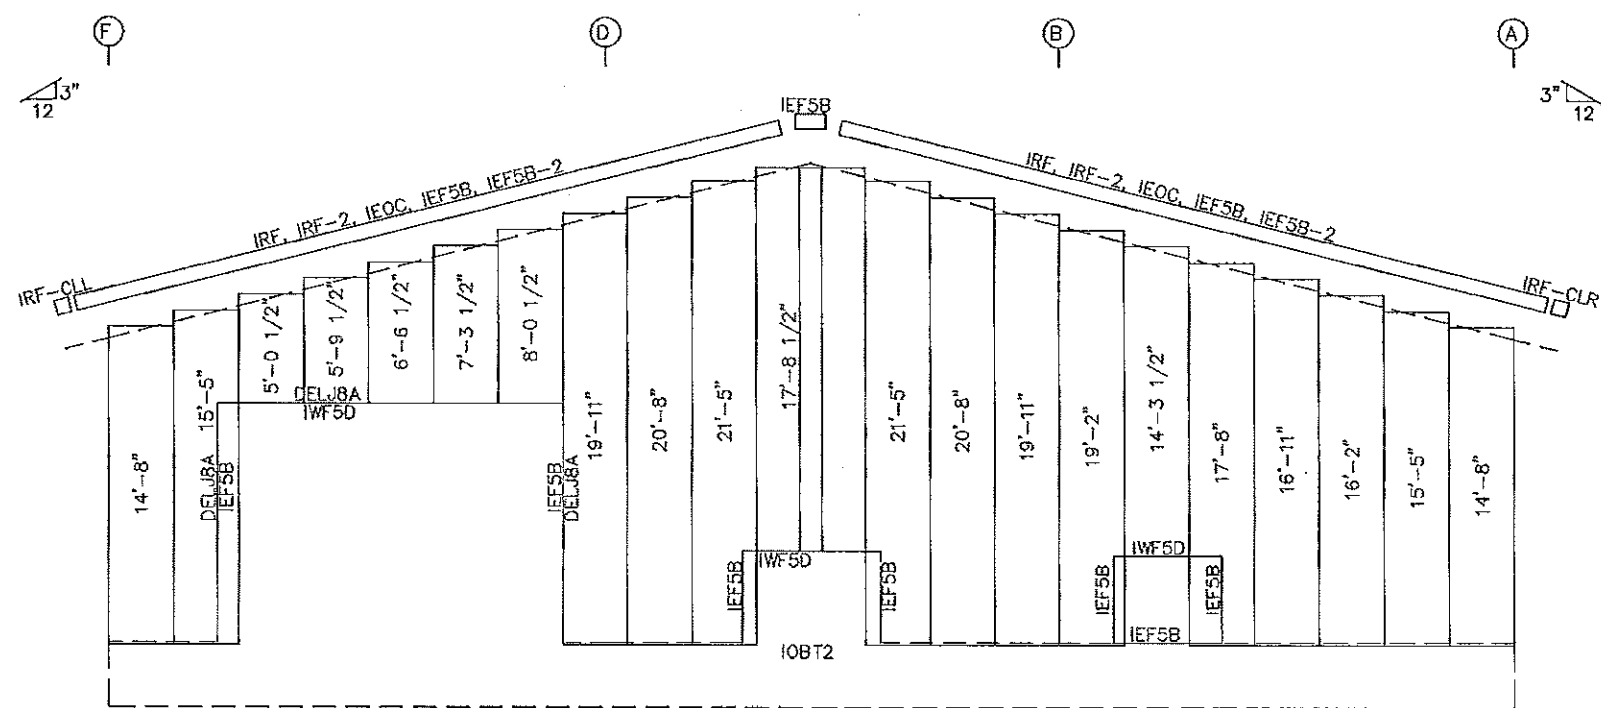 F
D
B
A
3"
12
3"
12
IEF5B
IRF, IRF-2, IEOC, IEF5B, IEF5B-2
IRF, IRF-2, IEOC, IEF5B, IEF5B-2
IRF-CLL
IRF-CLR
14'-8"
15'-5"
5'-0 1/2"
5'-9 1/2"
6'-6 1/2"
7'-3 1/2"
8'-0 1/2"
19'-11"
20'-8"
21'-5"
17'-8 1/2"
21'-5"
20'-8"
19'-11"
19'-2"
14'-3 1/2"
17'-8"
16'-11"
16'-2"
15'-5"
14'-8"
DELJ8A
IWF5D
DELJ8A
IEF5B
IEF5B
DELJ8A
IWF5D
IEF5B
IEF5B
IWF5D
IEF5B
IEF5B
IEF5B
IOBT2